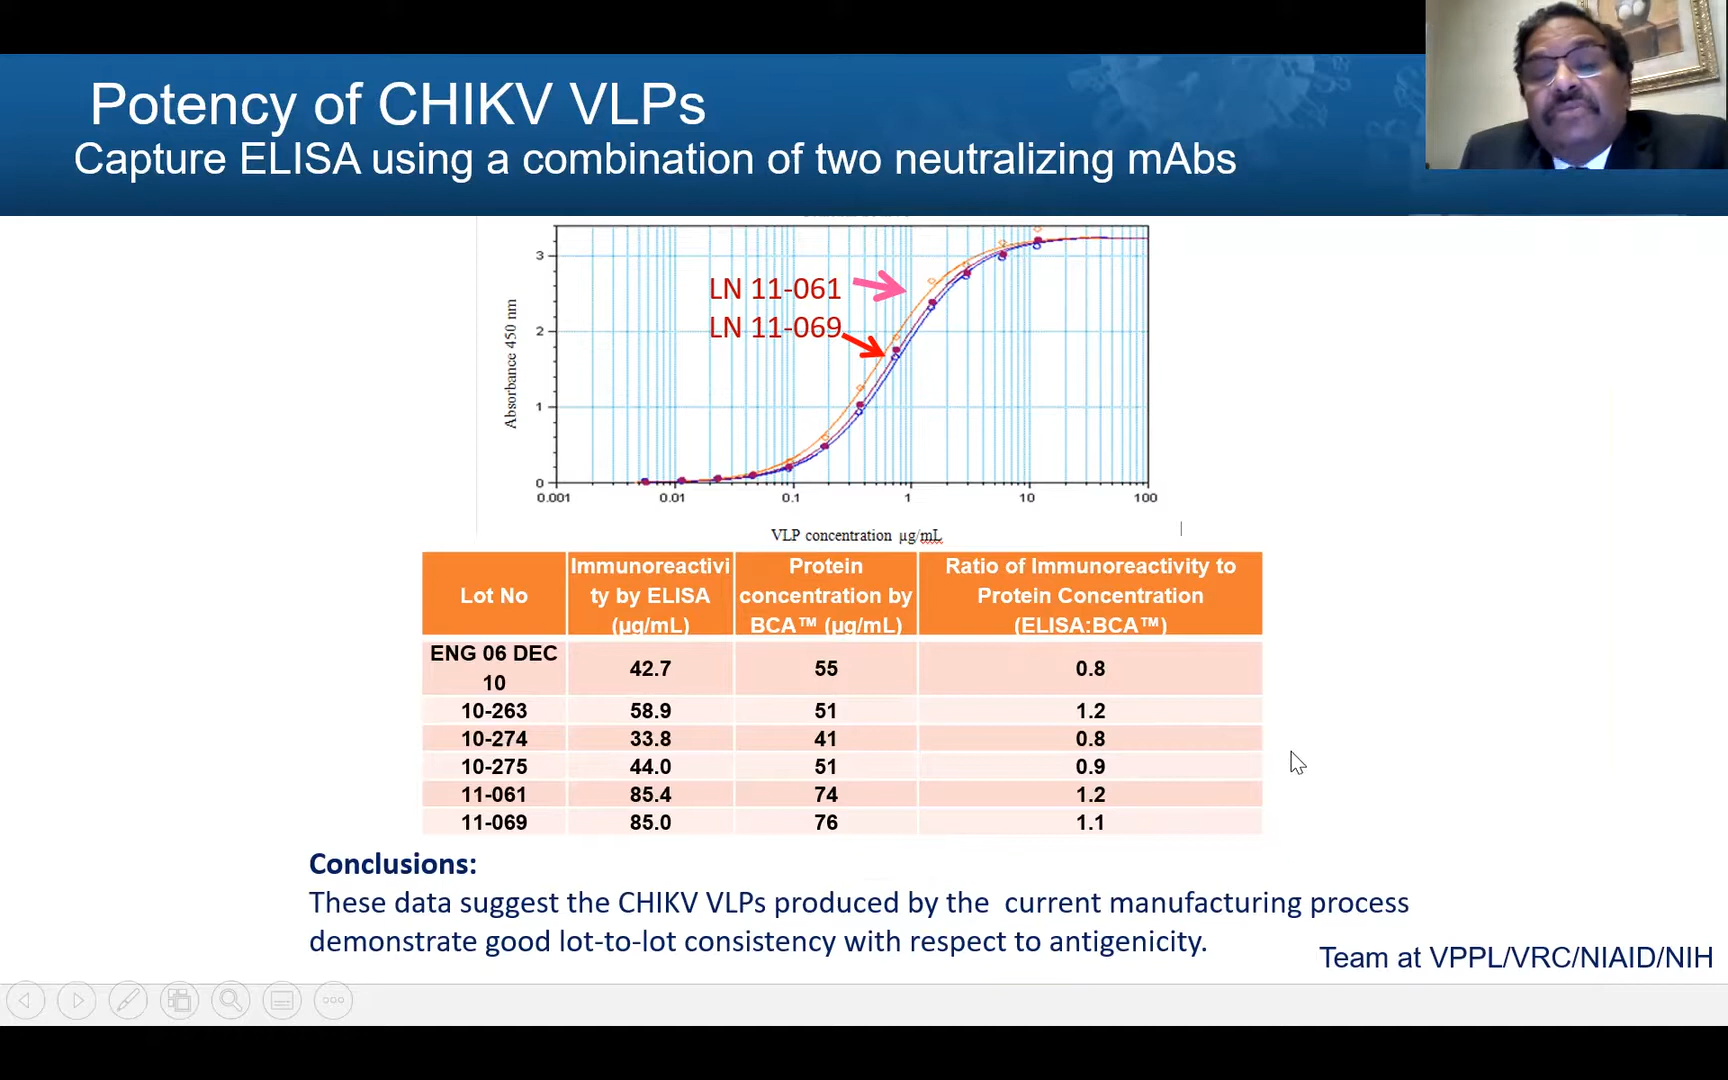 Potency of CHIKV VLPs
Capture ELISA using a combination of two neutralizing mAbs
LN 11-061
LN 11-069
Absorbance 450 nm
3
2
1
0
0.001 0.01 0.1 1 10 100
VLP concentration µg/mL
Lot No
Immunoreactivi
ty by ELISA
(µg/mL)
Protein
concentration by
BCA™ (µg/mL)
Ratio of Immunoreactivity to
Protein Concentration
(ELISA:BCA™)
ENG 06 DEC
10
42.7 55 0.8
10-263 58.9 51 1.2
10-274 33.8 41 0.8
10-275 44.0 51 0.9
11-061 85.4 74 1.2
11-069 85.0 76 1.1
Conclusions:
These data suggest the CHIKV VLPs produced by the current manufacturing process
demonstrate good lot-to-lot consistency with respect to antigenicity.
Team at VPPL/VRC/NIAID/NIH